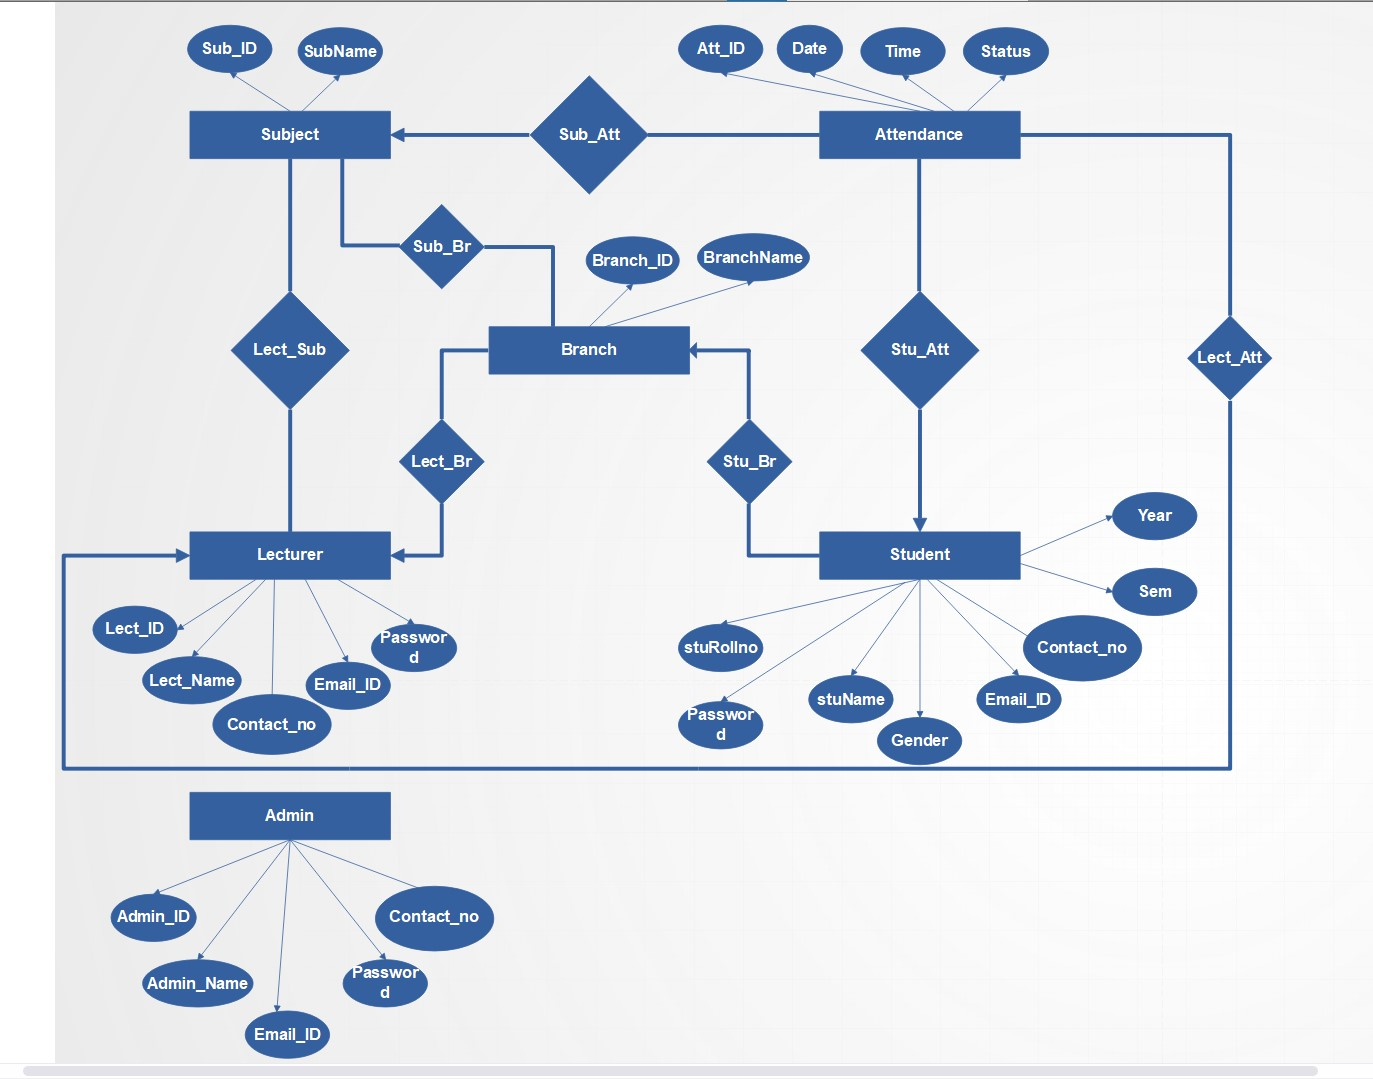 Sub_ID
SubName
Att_ID
Date
Time
Status
Subject
Sub_Att
Attendance
Sub_Br
Branch_ID
BranchName
Lect_Sub
Branch
Stu_Att
Lect_Att
Lect_Br
Stu_Br
Year
Lecturer
Student
Sem
Lect_ID
Passwor
d
stuRollno
Contact_no
Lect_Name
Email_ID
stuName
Email_ID
Contact_no
Passwor
d
Gender
Admin
Admin_ID
Contact_no
Admin_Name
Passwor
d
Email_ID